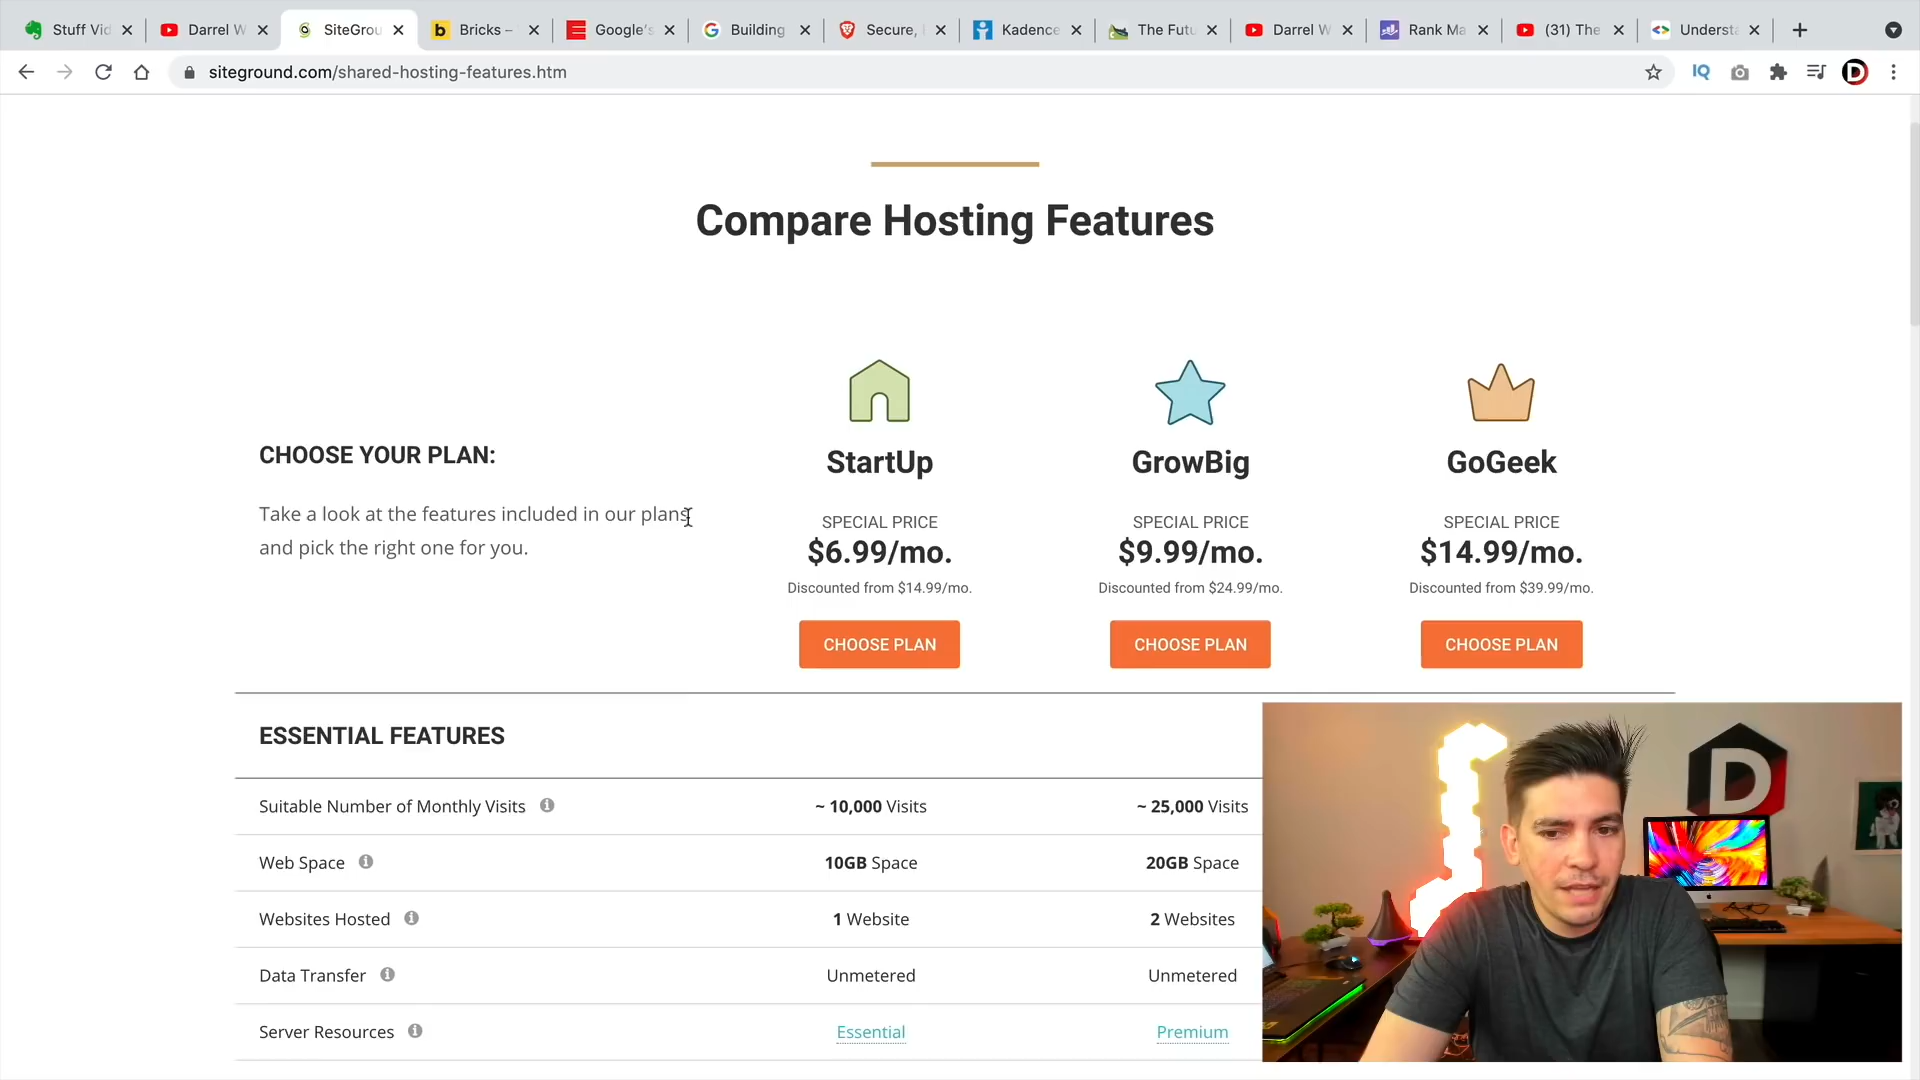 Stuff Vid
Darrel W
SiteGrou
Bricks –
Google's
Building
Secure,
Kadence
The Futu
Darrel W
Rank Ma
(31) The
Understa
siteground.com/shared-hosting-features.htm
IQ
D
Compare Hosting Features
CHOOSE YOUR PLAN:
Take a look at the features included in our plans
and pick the right one for you.
StartUp
SPECIAL PRICE
$6.99/mo.
Discounted from $14.99/mo.
CHOOSE PLAN
GrowBig
SPECIAL PRICE
$9.99/mo.
Discounted from $24.99/mo.
CHOOSE PLAN
GoGeek
SPECIAL PRICE
$14.99/mo.
Discounted from $39.99/mo.
CHOOSE PLAN
ESSENTIAL FEATURES
Suitable Number of Monthly Visits ~ 10,000 Visits ~ 25,000 Visits
Web Space 10GB Space 20GB Space
Websites Hosted 1 Website 2 Websites
Data Transfer Unmetered Unmetered
Server Resources Essential Premium
D